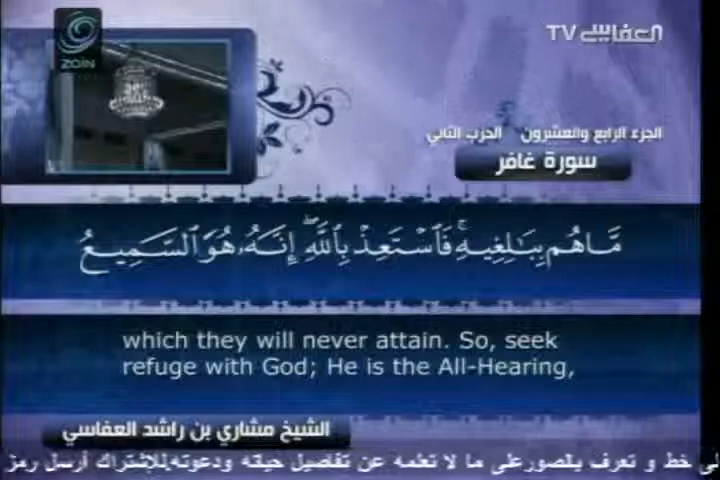 ZAIN
العفاسي TV
الجزء الرابع والعشرون الحزب الثاني
سورة غافر
مَّا هُم بِبَٰلِغِيهِۚ فَٱسْتَعِذْ بِٱللَّهِۖ إِنَّهُۥ هُوَ ٱلسَّمِيعُ
which they will never attain. So, seek
refuge with God; He is the All-Hearing,
الشيخ مشاري بن راشد العفاسي
لى خط و تعرف بلصورعلى ما لا تعلمه عن تفاصيل حياته ودعوته.للإشتراك أرسل رمز